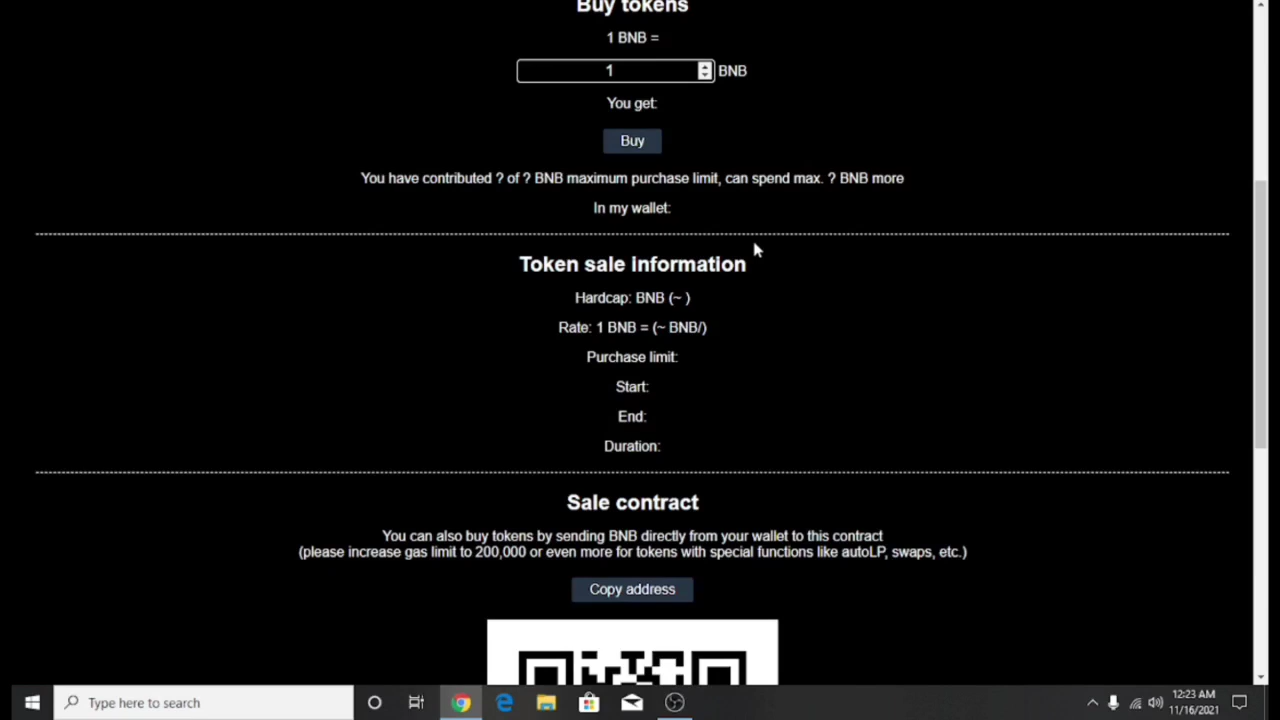 Buy tokens
1 BNB =
1 BNB
You get:
Buy
You have contributed ? of ? BNB maximum purchase limit, can spend max. ? BNB more
In my wallet:
Token sale information
Hardcap: BNB (~ )
Rate: 1 BNB = (~ BNB/)
Purchase limit:
Start:
End:
Duration:
Sale contract
You can also buy tokens by sending BNB directly from your wallet to this contract
(please increase gas limit to 200,000 or even more for tokens with special functions like autoLP, swaps, etc.)
Copy address
Type here to search
12:23 AM
11/16/2021